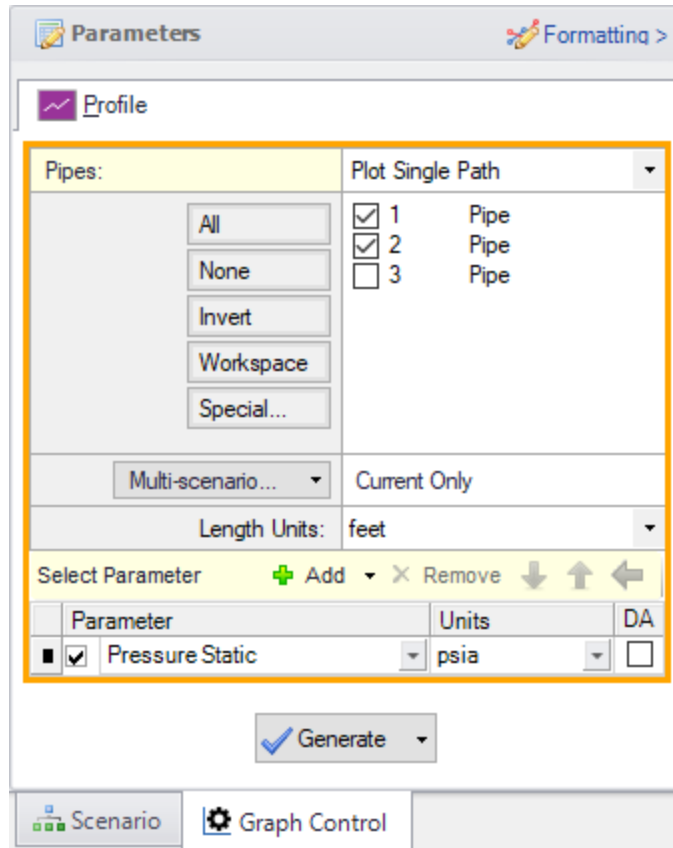 Parameters Formatting >
Profile
Pipes: Plot Single Path
All 1 Pipe
2 Pipe
None 3 Pipe
Invert
Workspace
Special...
Multi-scenario... Current Only
Length Units: feet
Select Parameter Add Remove
Parameter Units DA
Pressure Static psia
Generate
Scenario Graph Control